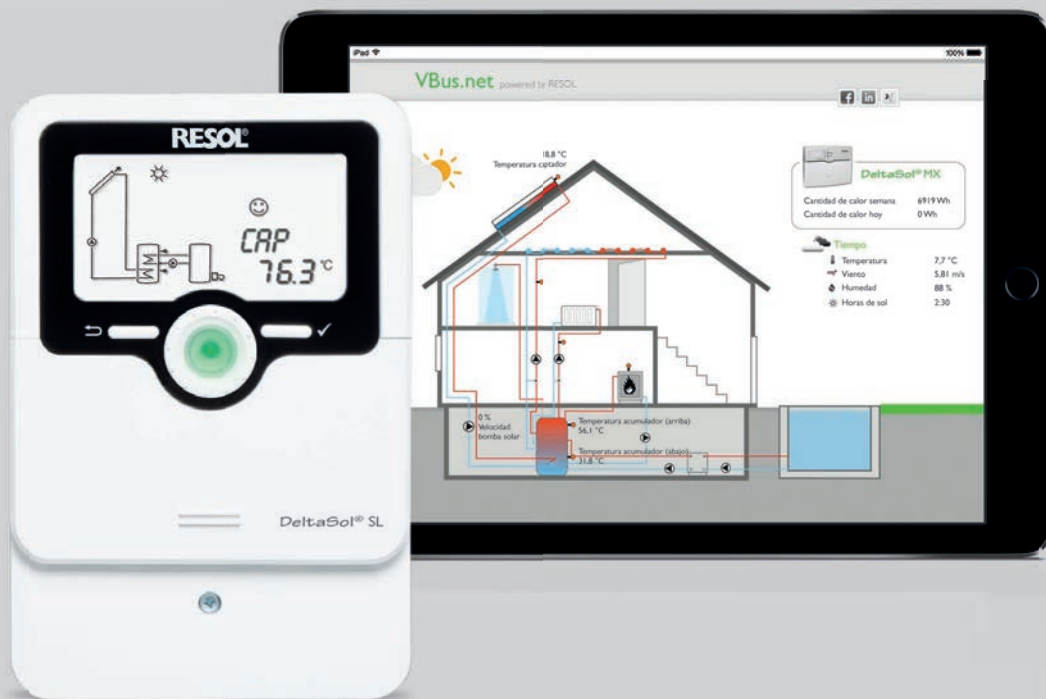 RESOL®
CAP
76.3 °C
DeltaSol® SL
iPad
100%
VBus.net powered te RESOL
18,8 °C
Temperatura captador
DeltaSol® MX
Cantidad de calor semana 6919 Wh
Cantidad de calor hoy 0 Wh
Tiempo
Temperatura 7,7 °C
Viento 5,81 m/s
Humedad 88 %
Horas de sol 2:30
0 %
Velocidad
bomba solar
Temperatura acumulador (arriba)
56,1 °C
Temperatura acumulador (abajo)
31,8 °C